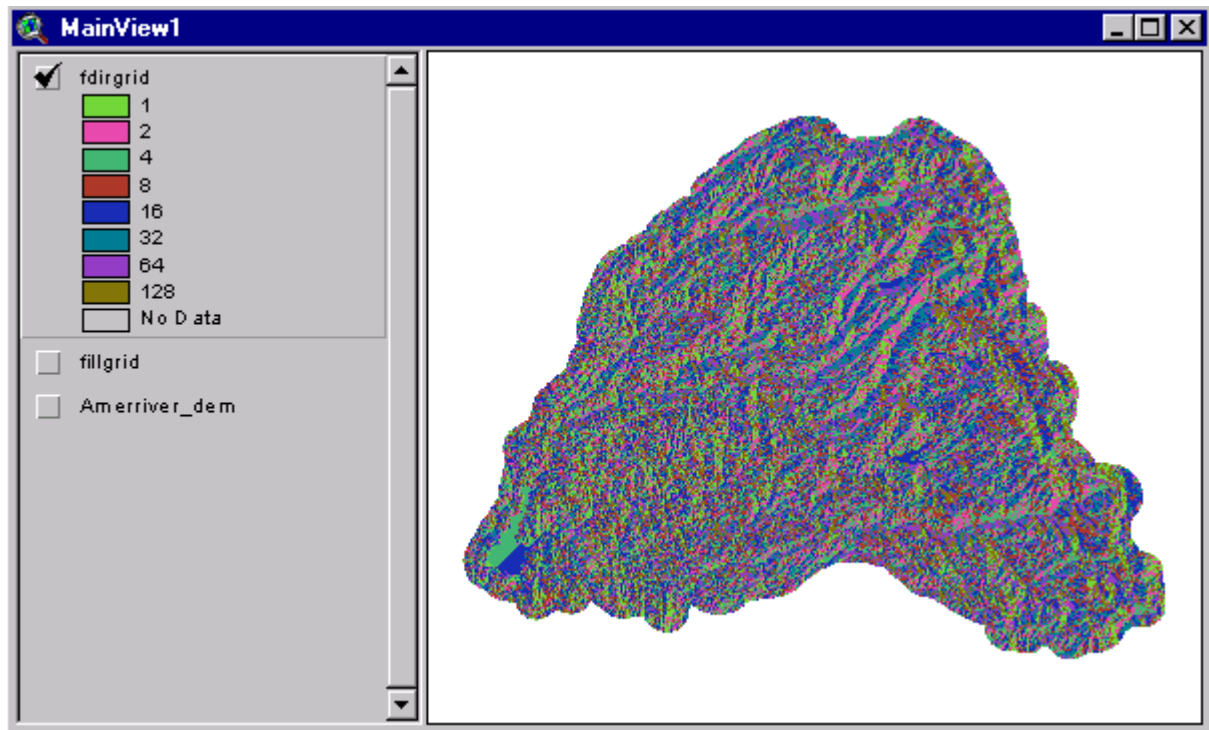 MainView1
fdirgrid
1
2
4
8
16
32
64
128
No Data
fillgrid
Amerriver_dem